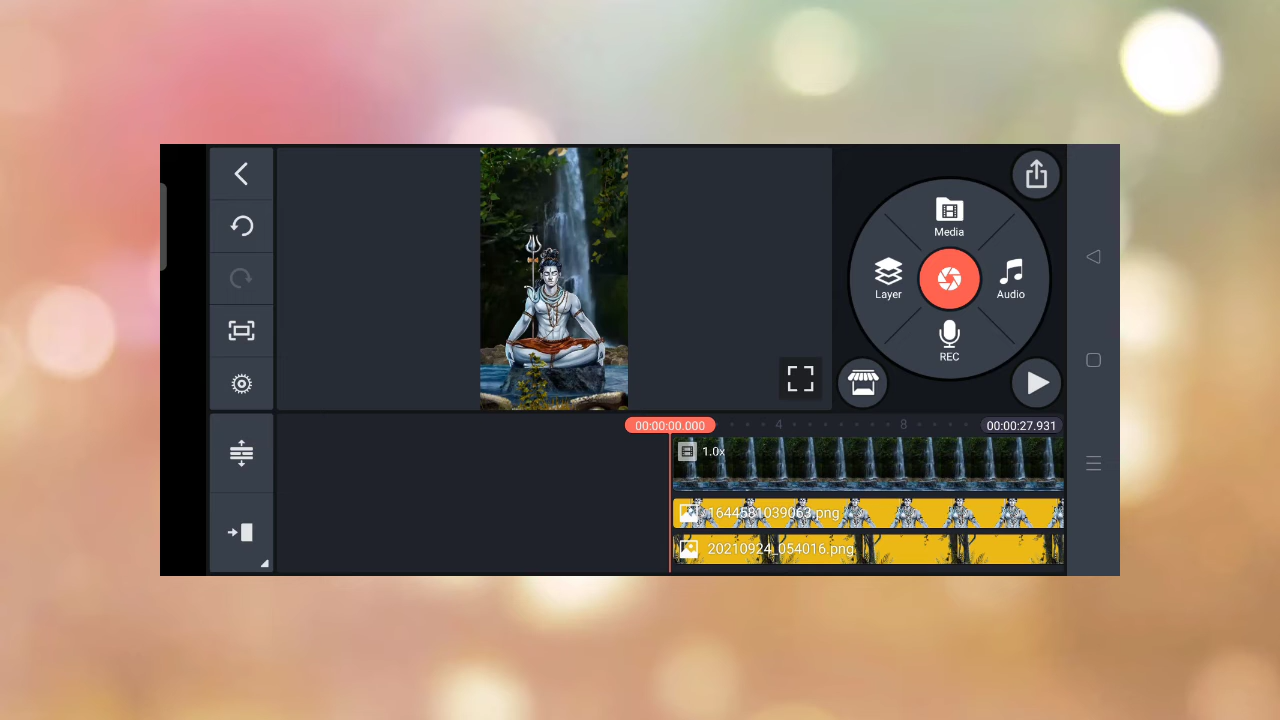 Media
Layer
Audio
REC
00:00:00.000
4
8
00:00:27.931
1.0x
1644581039063.png
20210924_054016.png